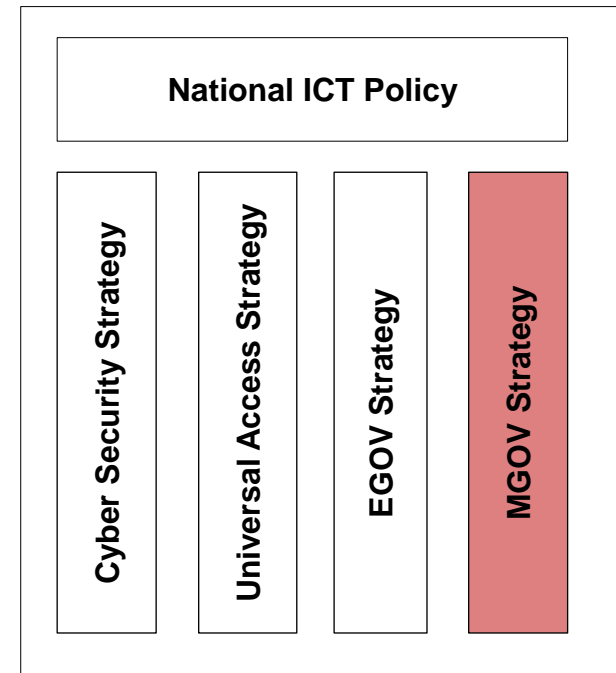 National ICT Policy
Cyber Security Strategy
Universal Access Strategy
EGOV Strategy
MGOV Strategy